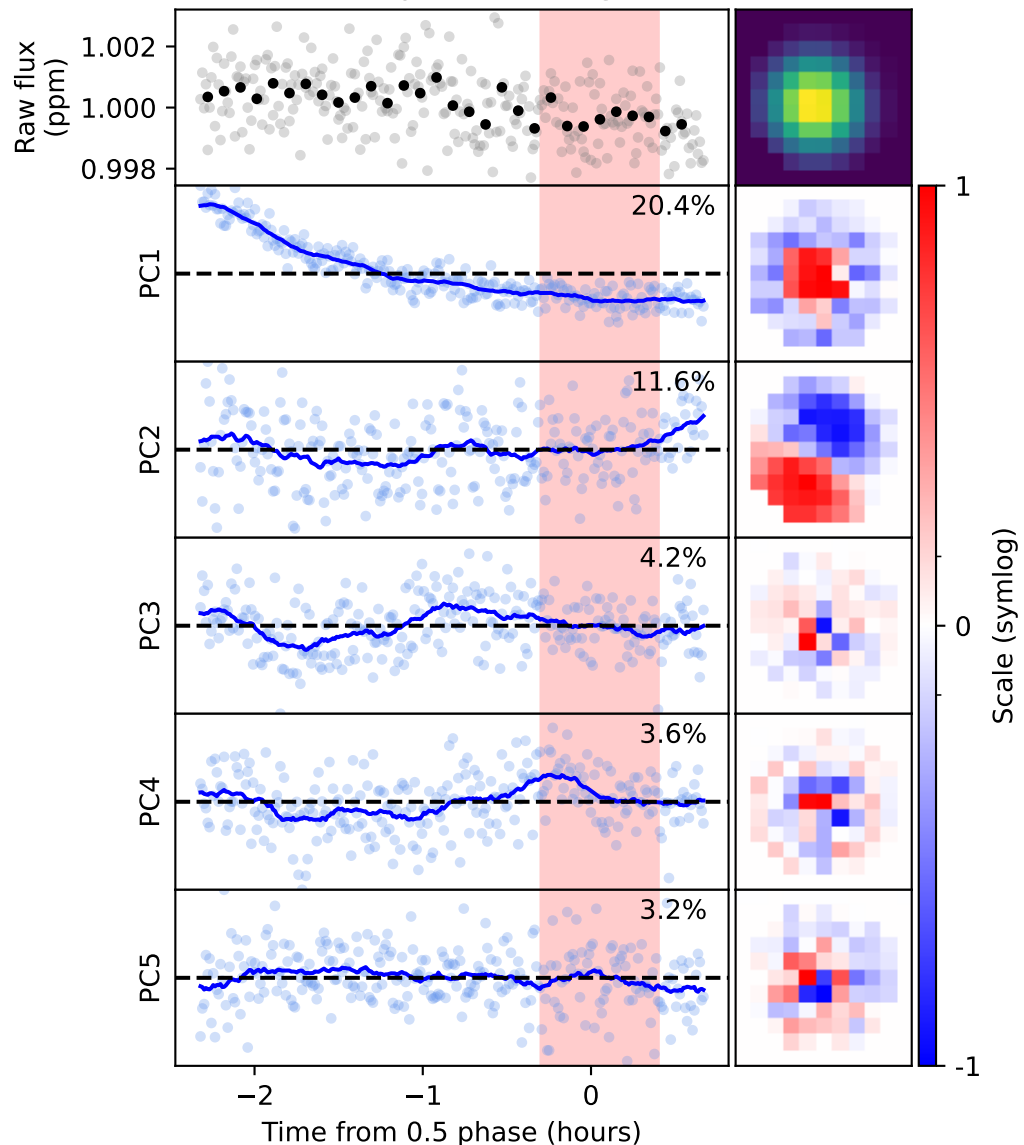 Raw flux
(ppm)
1.002
1.000
0.998
PC1
20.4%
PC2
11.6%
PC3
4.2%
PC4
3.6%
PC5
3.2%
−2
−1
0
Time from 0.5 phase (hours)
1
0
-1
Scale (symlog)